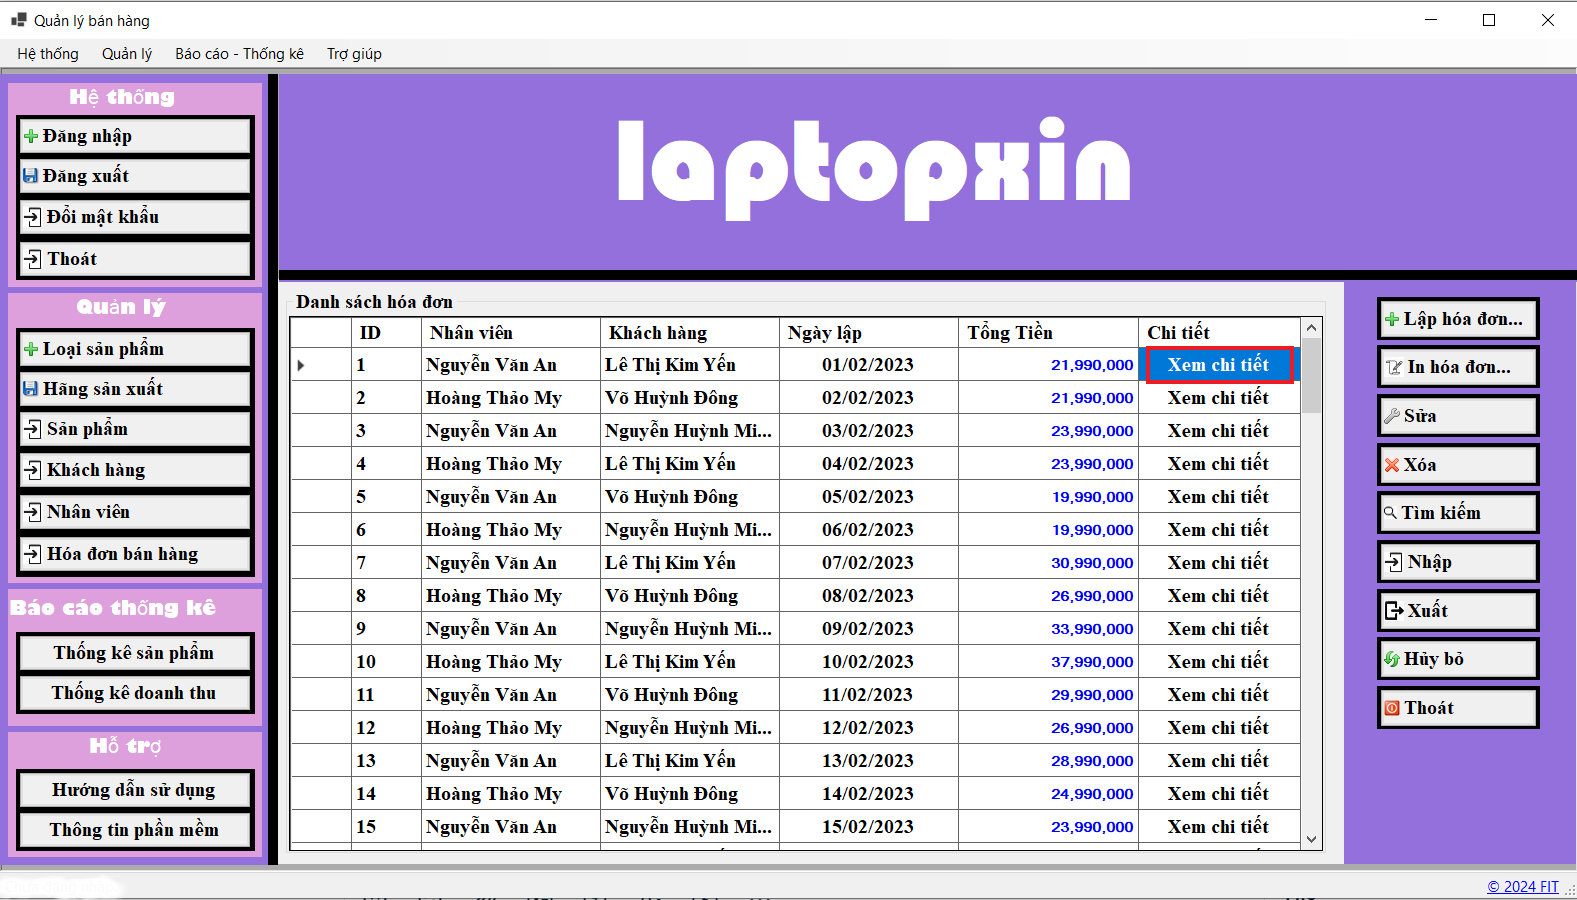 Quản lý bán hàng
Hệ thống Quản lý Báo cáo - Thống kê Trợ giúp
Hệ thống
Đăng nhập
Đăng xuất
Đổi mật khẩu
Thoát
Quản lý
Loại sản phẩm
Hãng sản xuất
Sản phẩm
Khách hàng
Nhân viên
Hóa đơn bán hàng
Báo cáo thống kê
Thống kê sản phẩm
Thống kê doanh thu
Hỗ trợ
Hướng dẫn sử dụng
Thông tin phần mềm
laptopxin
Danh sách hóa đơn
ID Nhân viên Khách hàng Ngày lập Tổng Tiền Chi tiết
1 Nguyễn Văn An Lê Thị Kim Yến 01/02/2023 21,990,000 Xem chi tiết
2 Hoàng Thảo My Võ Huỳnh Đông 02/02/2023 21,990,000 Xem chi tiết
3 Nguyễn Văn An Nguyễn Huỳnh Mi... 03/02/2023 23,990,000 Xem chi tiết
4 Hoàng Thảo My Lê Thị Kim Yến 04/02/2023 23,990,000 Xem chi tiết
5 Nguyễn Văn An Võ Huỳnh Đông 05/02/2023 19,990,000 Xem chi tiết
6 Hoàng Thảo My Nguyễn Huỳnh Mi... 06/02/2023 19,990,000 Xem chi tiết
7 Nguyễn Văn An Lê Thị Kim Yến 07/02/2023 30,990,000 Xem chi tiết
8 Hoàng Thảo My Võ Huỳnh Đông 08/02/2023 26,990,000 Xem chi tiết
9 Nguyễn Văn An Nguyễn Huỳnh Mi... 09/02/2023 33,990,000 Xem chi tiết
10 Hoàng Thảo My Lê Thị Kim Yến 10/02/2023 37,990,000 Xem chi tiết
11 Nguyễn Văn An Võ Huỳnh Đông 11/02/2023 29,990,000 Xem chi tiết
12 Hoàng Thảo My Nguyễn Huỳnh Mi... 12/02/2023 26,990,000 Xem chi tiết
13 Nguyễn Văn An Lê Thị Kim Yến 13/02/2023 28,990,000 Xem chi tiết
14 Hoàng Thảo My Võ Huỳnh Đông 14/02/2023 24,990,000 Xem chi tiết
15 Nguyễn Văn An Nguyễn Huỳnh Mi... 15/02/2023 23,990,000 Xem chi tiết
Lập hóa đơn...
In hóa đơn...
Sửa
Xóa
Tìm kiếm
Nhập
Xuất
Hủy bỏ
Thoát
© 2024 FIT